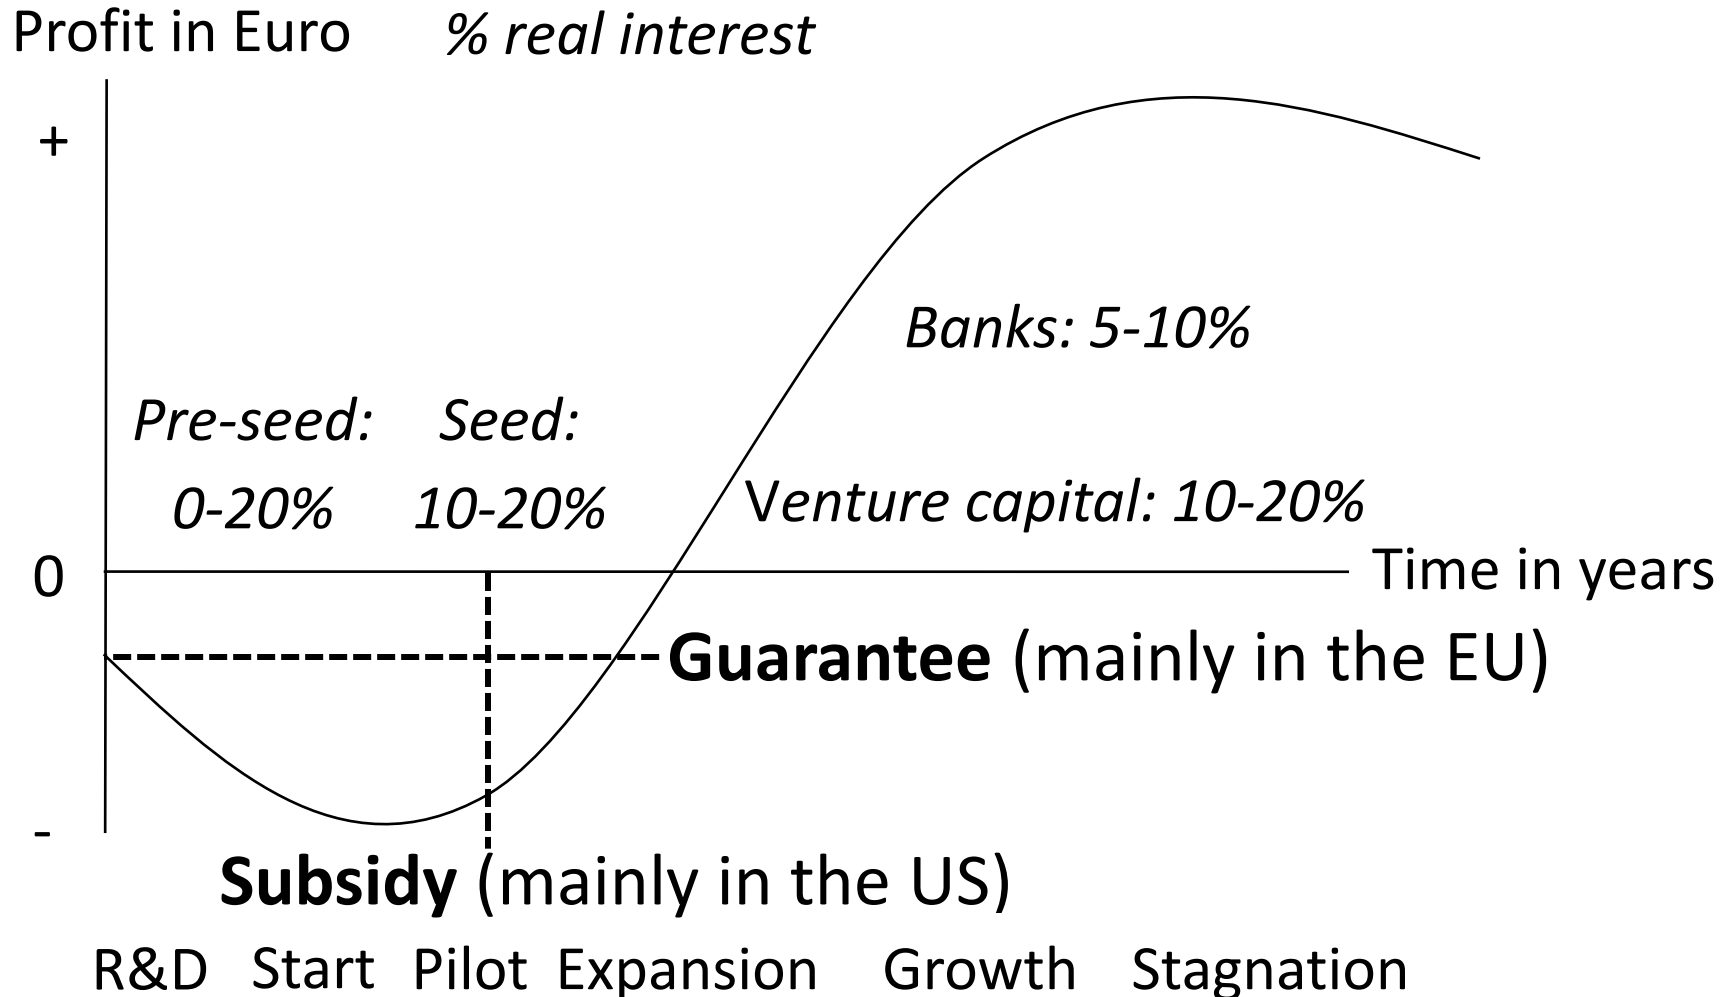 Profit in Euro % real interest
+
Banks: 5-10%
Pre-seed: Seed:
0-20% 10-20% Venture capital: 10-20%
0 Time in years
Guarantee (mainly in the EU)
-
Subsidy (mainly in the US)
R&D Start Pilot Expansion Growth Stagnation